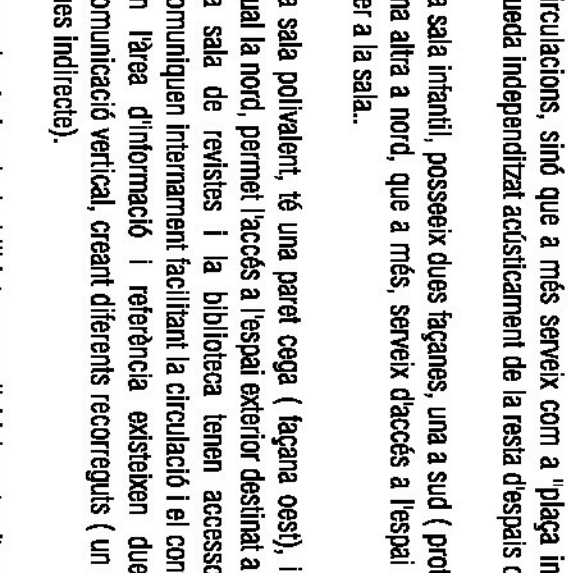 irculacions, sinó que a més serveix com a "plaça in
ueda independitzat acústicament de la resta d'espais
a sala infantil, posseeix dues façanes, una a sud ( prot
na altra a nord, que a més, serveix d'accés a l'espai
er a la sala..
a sala polivalent, té una paret cega ( façana oest), i
ual la nord, permet l'accés a l'espai exterior destinat a
a sala de revistes i la biblioteca tenen accesso
omuniquen internament facilitant la circulació i el con
n l'àrea d'informació i referència existeixen due
omunicació vertical, creant diferents recorreguts ( un
es indirecte).